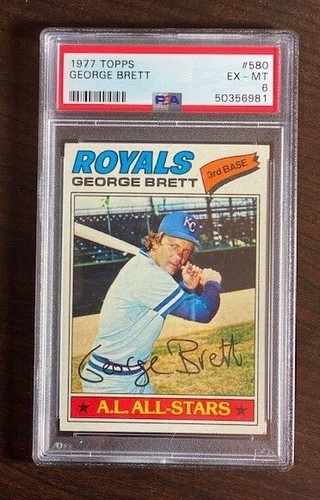 1977 TOPPS #580
GEORGE BRETT EX - MT
6
PSA 50356981
ROYALS
GEORGE BRETT
3rd BASE
KC
George Brett
★ A.L. ALL-STARS ★